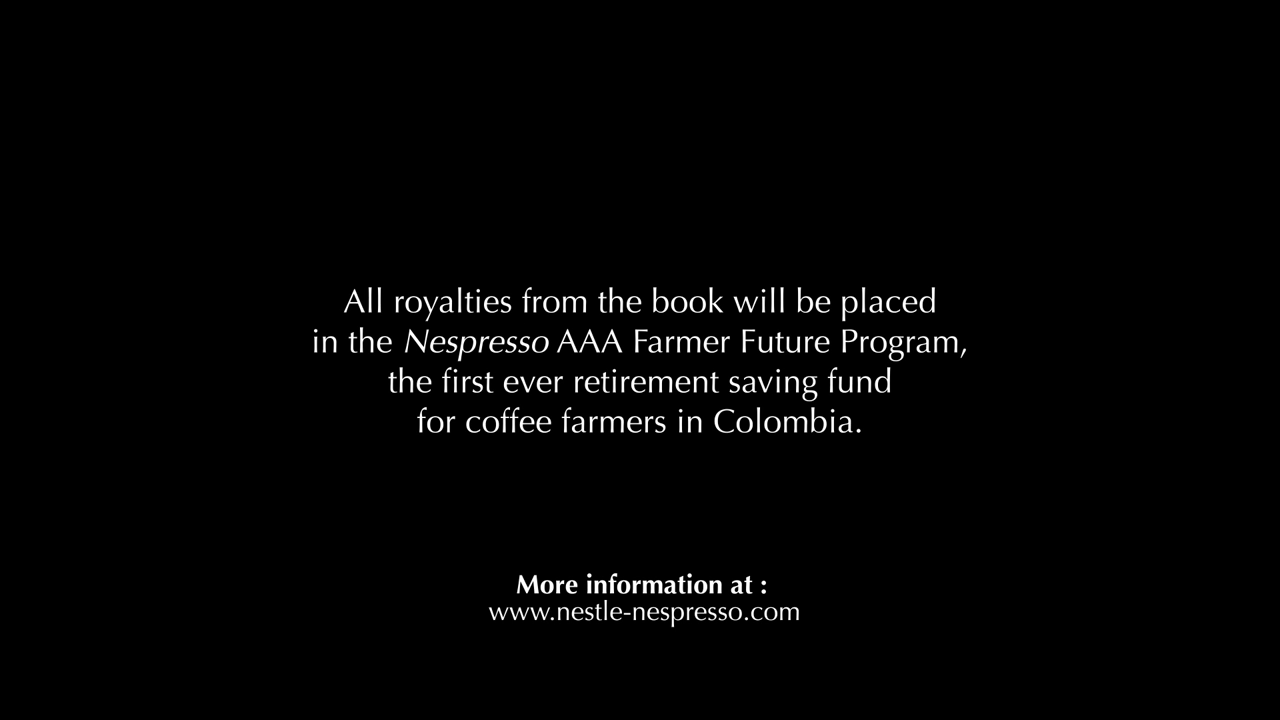 All royalties from the book will be placed
in the Nespresso AAA Farmer Future Program,
the first ever retirement saving fund
for coffee farmers in Colombia.
More information at :
www.nestle-nespresso.com